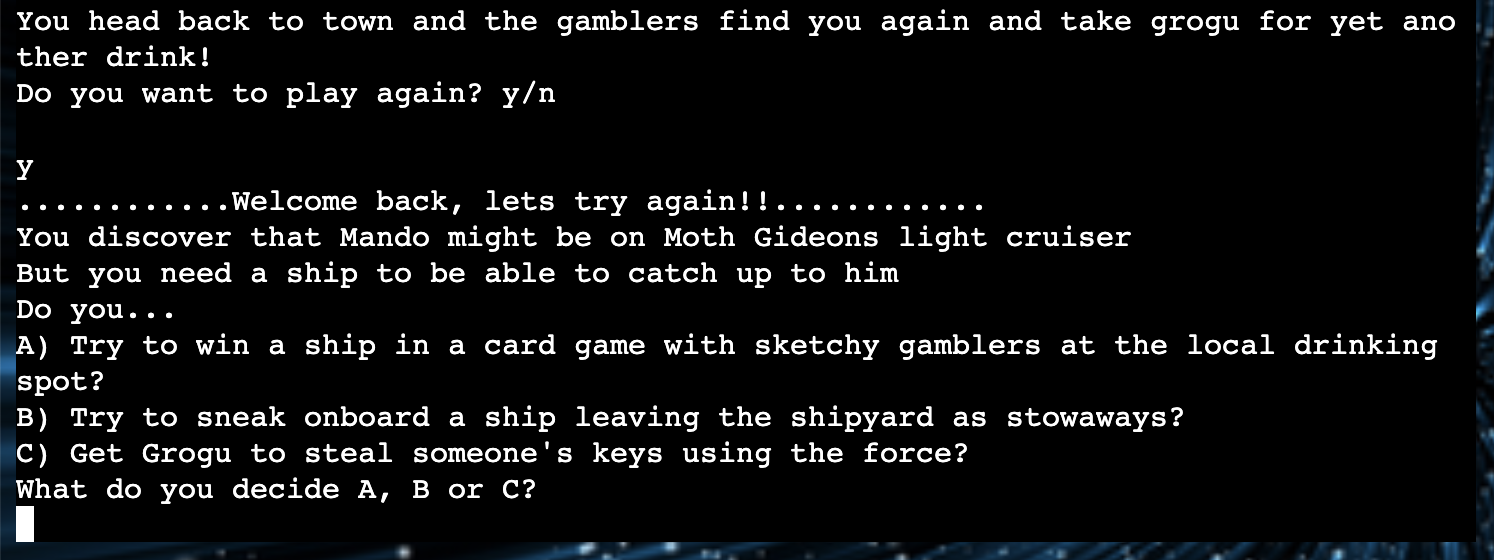 You head back to town and the gamblers find you again and take grogu for yet ano
ther drink!
Do you want to play again? y/n
y
............Welcome back, lets try again!!............
You discover that Mando might be on Moth Gideons light cruiser
But you need a ship to be able to catch up to him
Do you...
A) Try to win a ship in a card game with sketchy gamblers at the local drinking
spot?
B) Try to sneak onboard a ship leaving the shipyard as stowaways?
C) Get Grogu to steal someone's keys using the force?
What do you decide A, B or C?